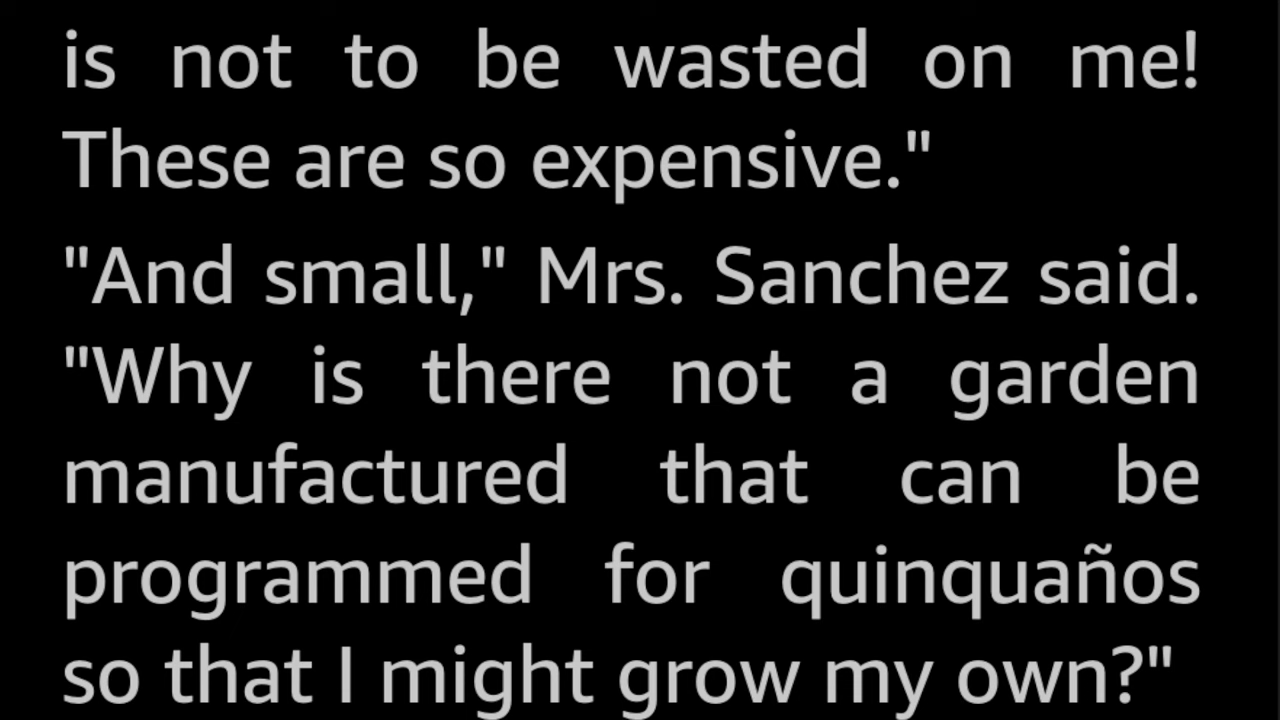 is not to be wasted on me!
These are so expensive."
"And small," Mrs. Sanchez said.
"Why is there not a garden
manufactured that can be
programmed for quinquaños
so that I might grow my own?"